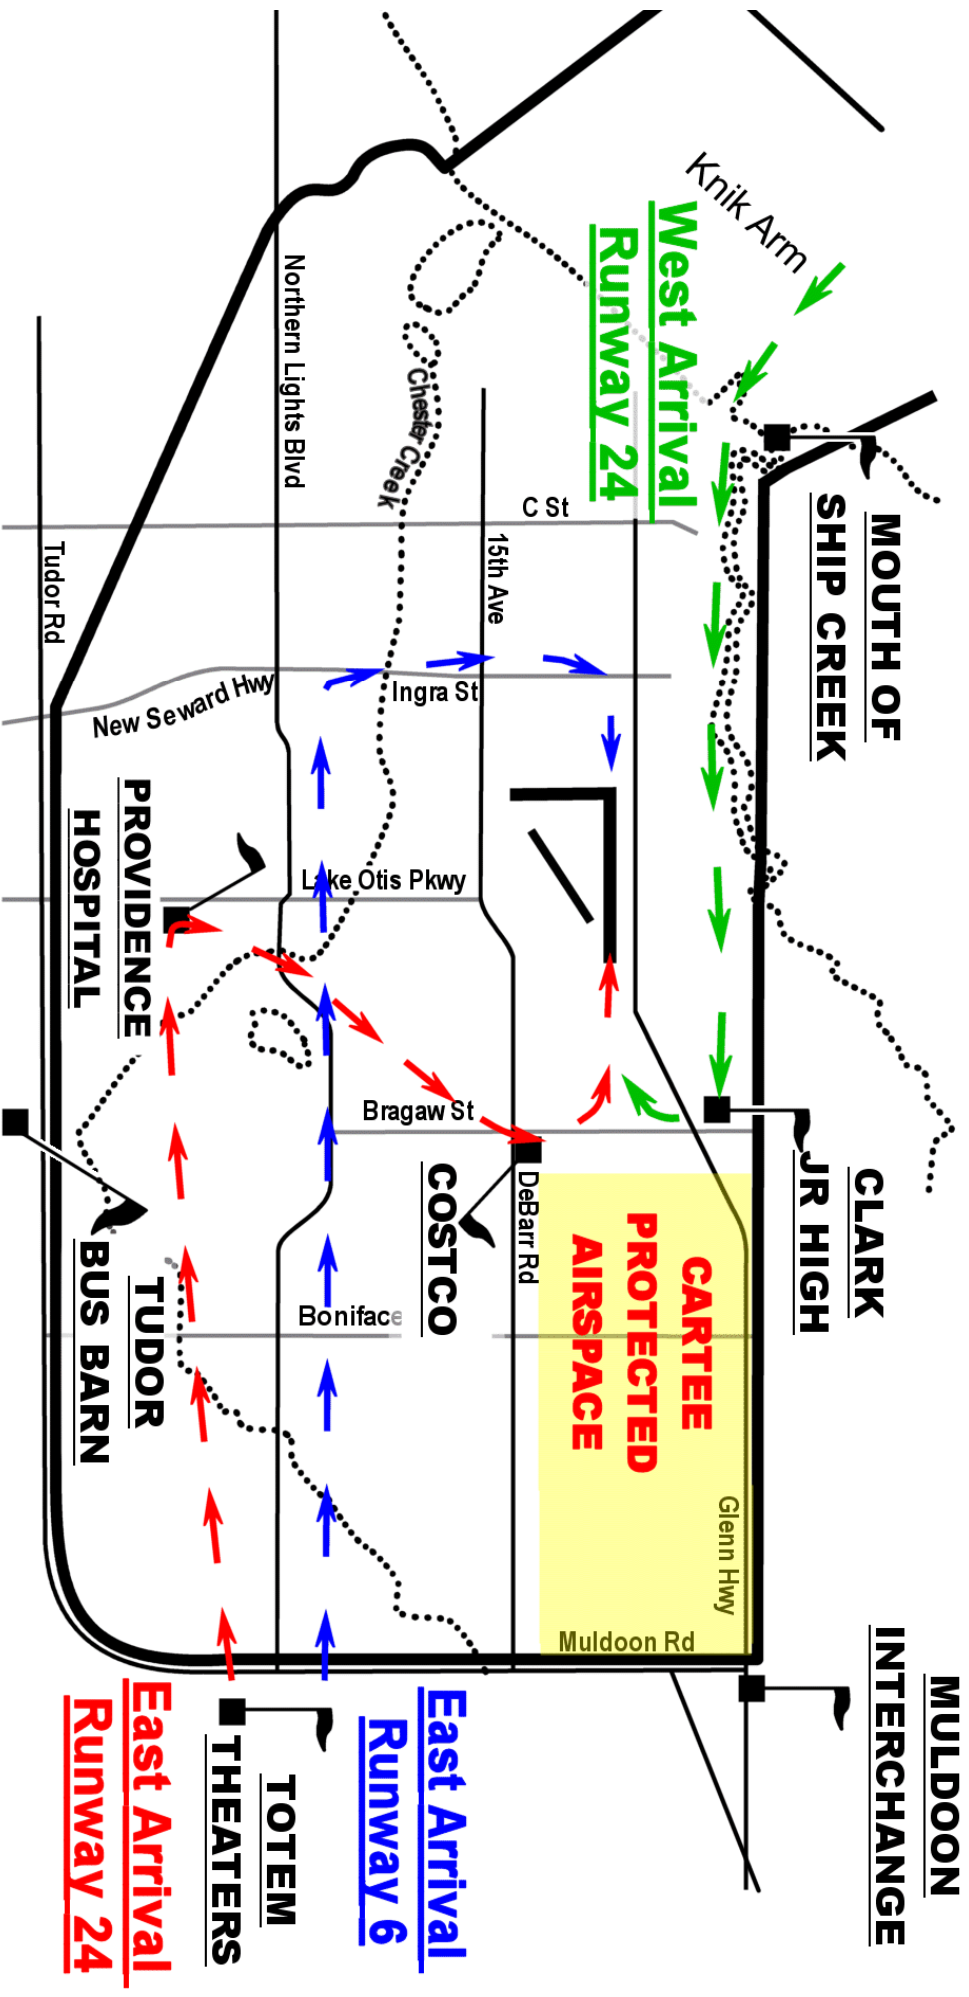 Knik Arm
West Arrival
Runway 24
MOUTH OF
SHIP CREEK
Northern Lights Blvd
Chester Creek
C St
15th Ave
Tudor Rd
New Seward Hwy
Ingra St
PROVIDENCE
HOSPITAL
Lake Otis Pkwy
Bragaw St
CLARK
JR HIGH
COSTCO
DeBarr Rd
CARTEE
PROTECTED
AIRSPACE
TUDOR
BUS BARN
Boniface
Glenn Hwy
Muldoon Rd
MULDOON
INTERCHANGE
East Arrival
Runway 6
TOTEM
THEATERS
East Arrival
Runway 24